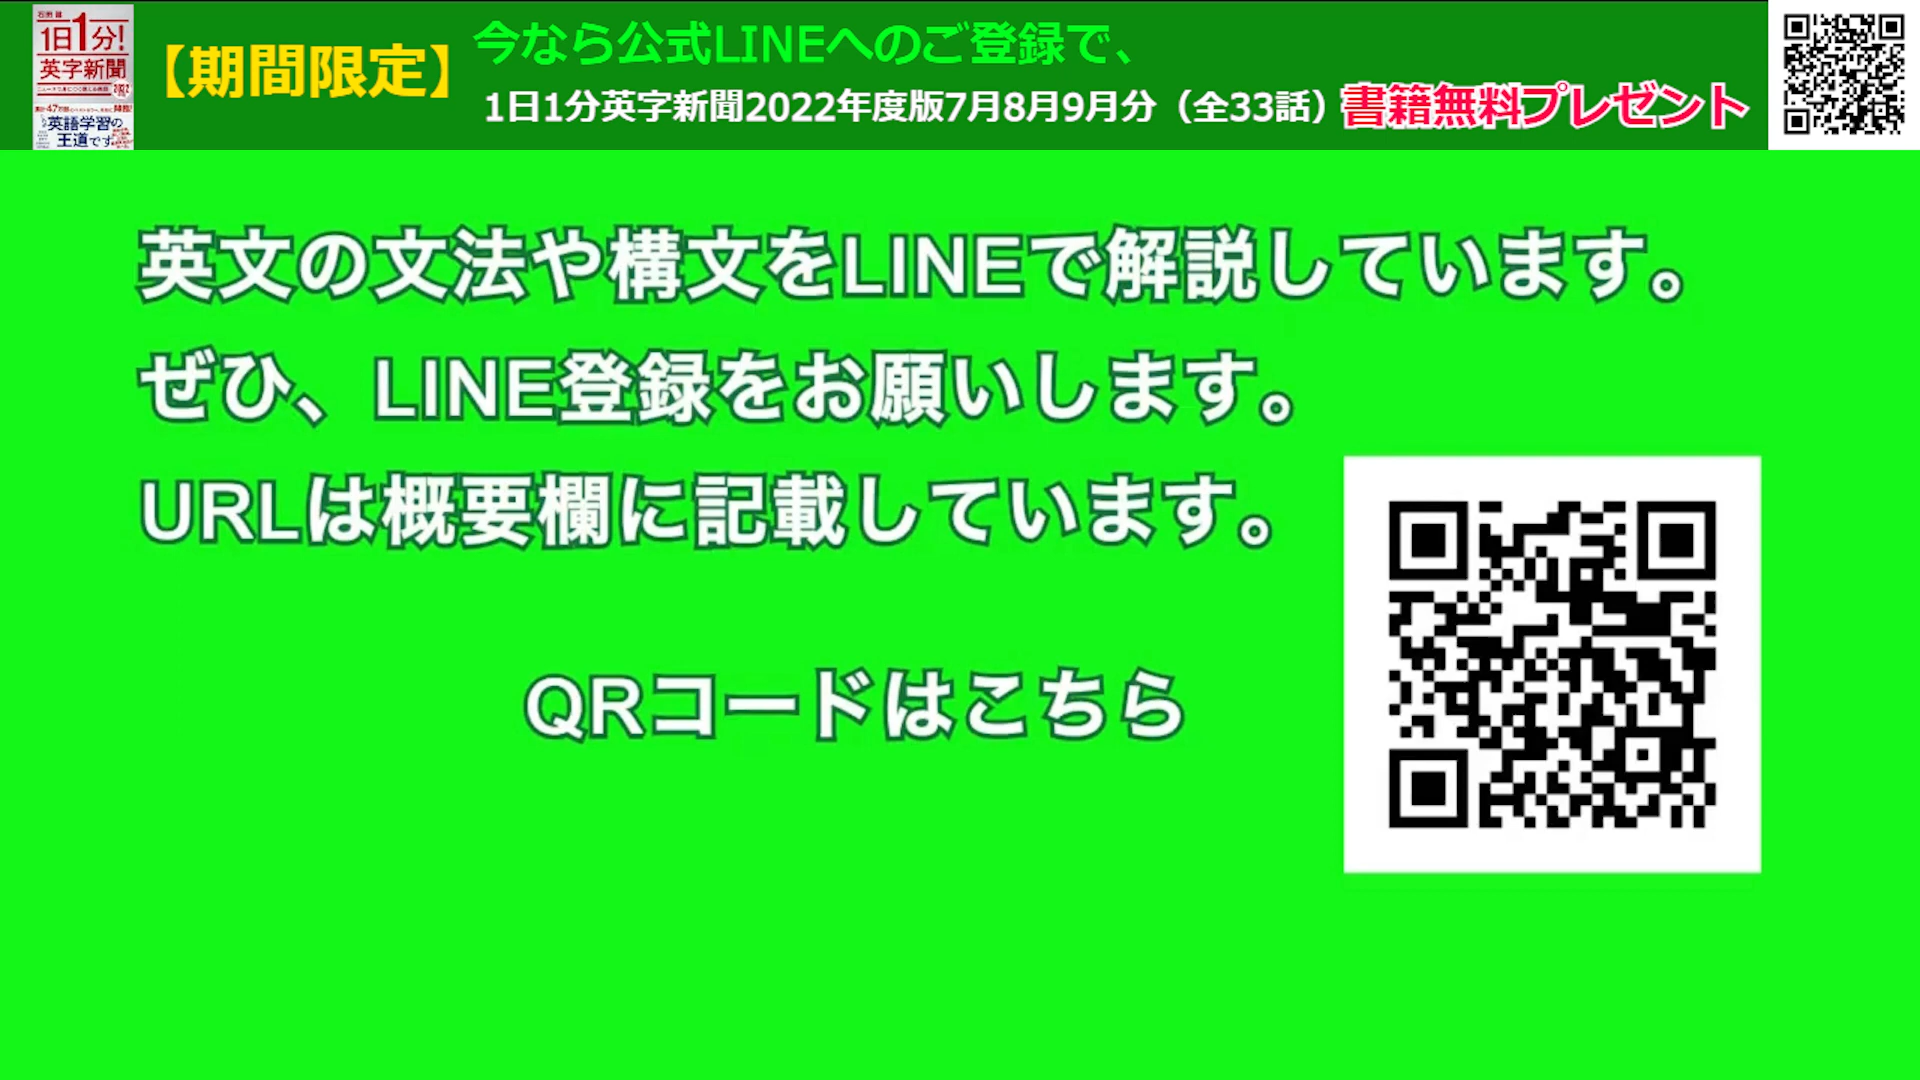 石田 健
1日1分!
英字新聞
英語学習の
王道です。
【期間限定】
今なら公式LINEへのご登録で、
1日1分英字新聞2022年度版7月8月9月分（全33話）書籍無料プレゼント
英文の文法や構文をLINEで解説しています。
ぜひ、LINE登録をお願いします。
URLは概要欄に記載しています。
QRコードはこちら